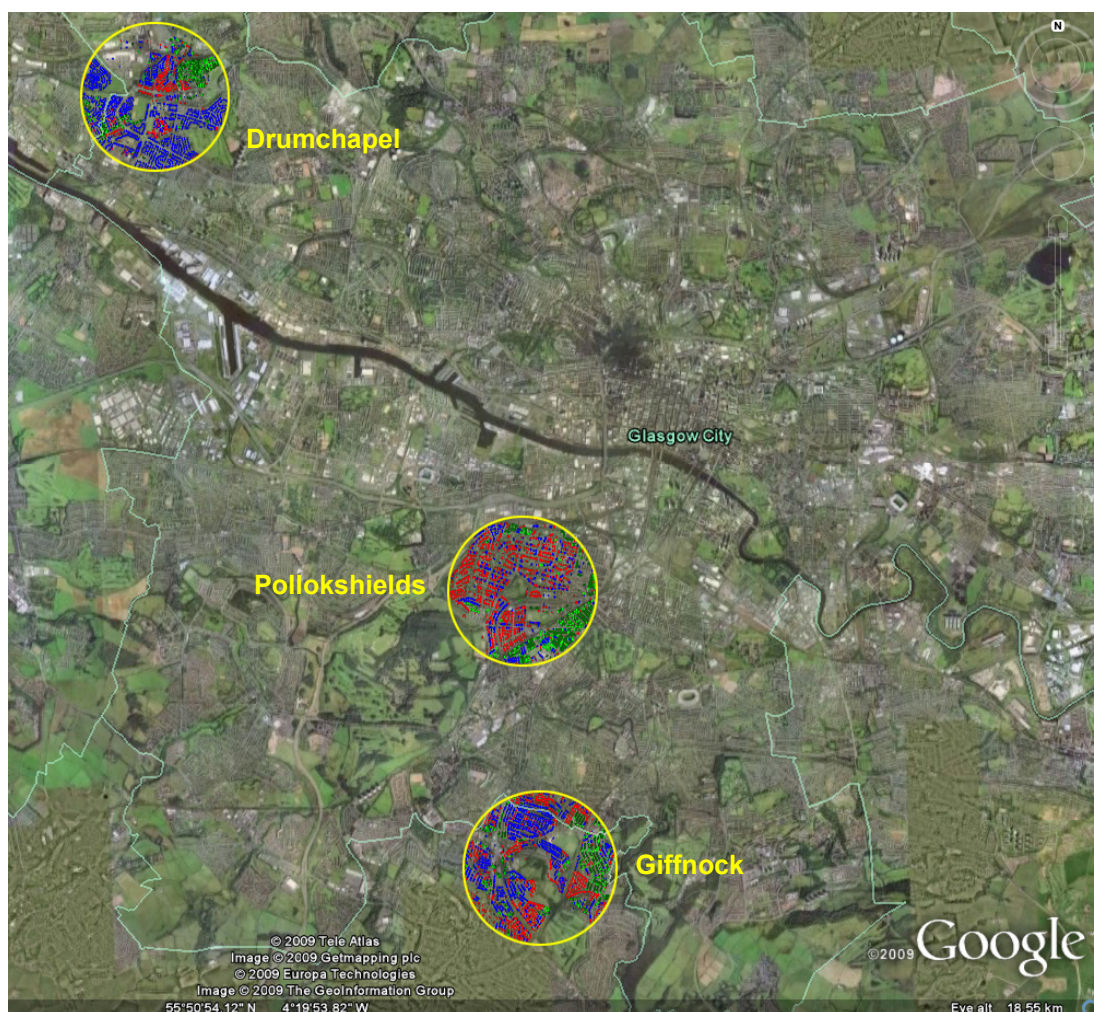 N
Drumchapel
Glasgow City
Pollokshields
Giffnock
© 2009 Tele Atlas
Image © 2009 Getmapping plc
© 2009 Europa Technologies
Image © 2009 The GeoInformation Group
©2009 Google
55°50'54.12" N 4°19'53.82" W
Eye alt 18.55 km